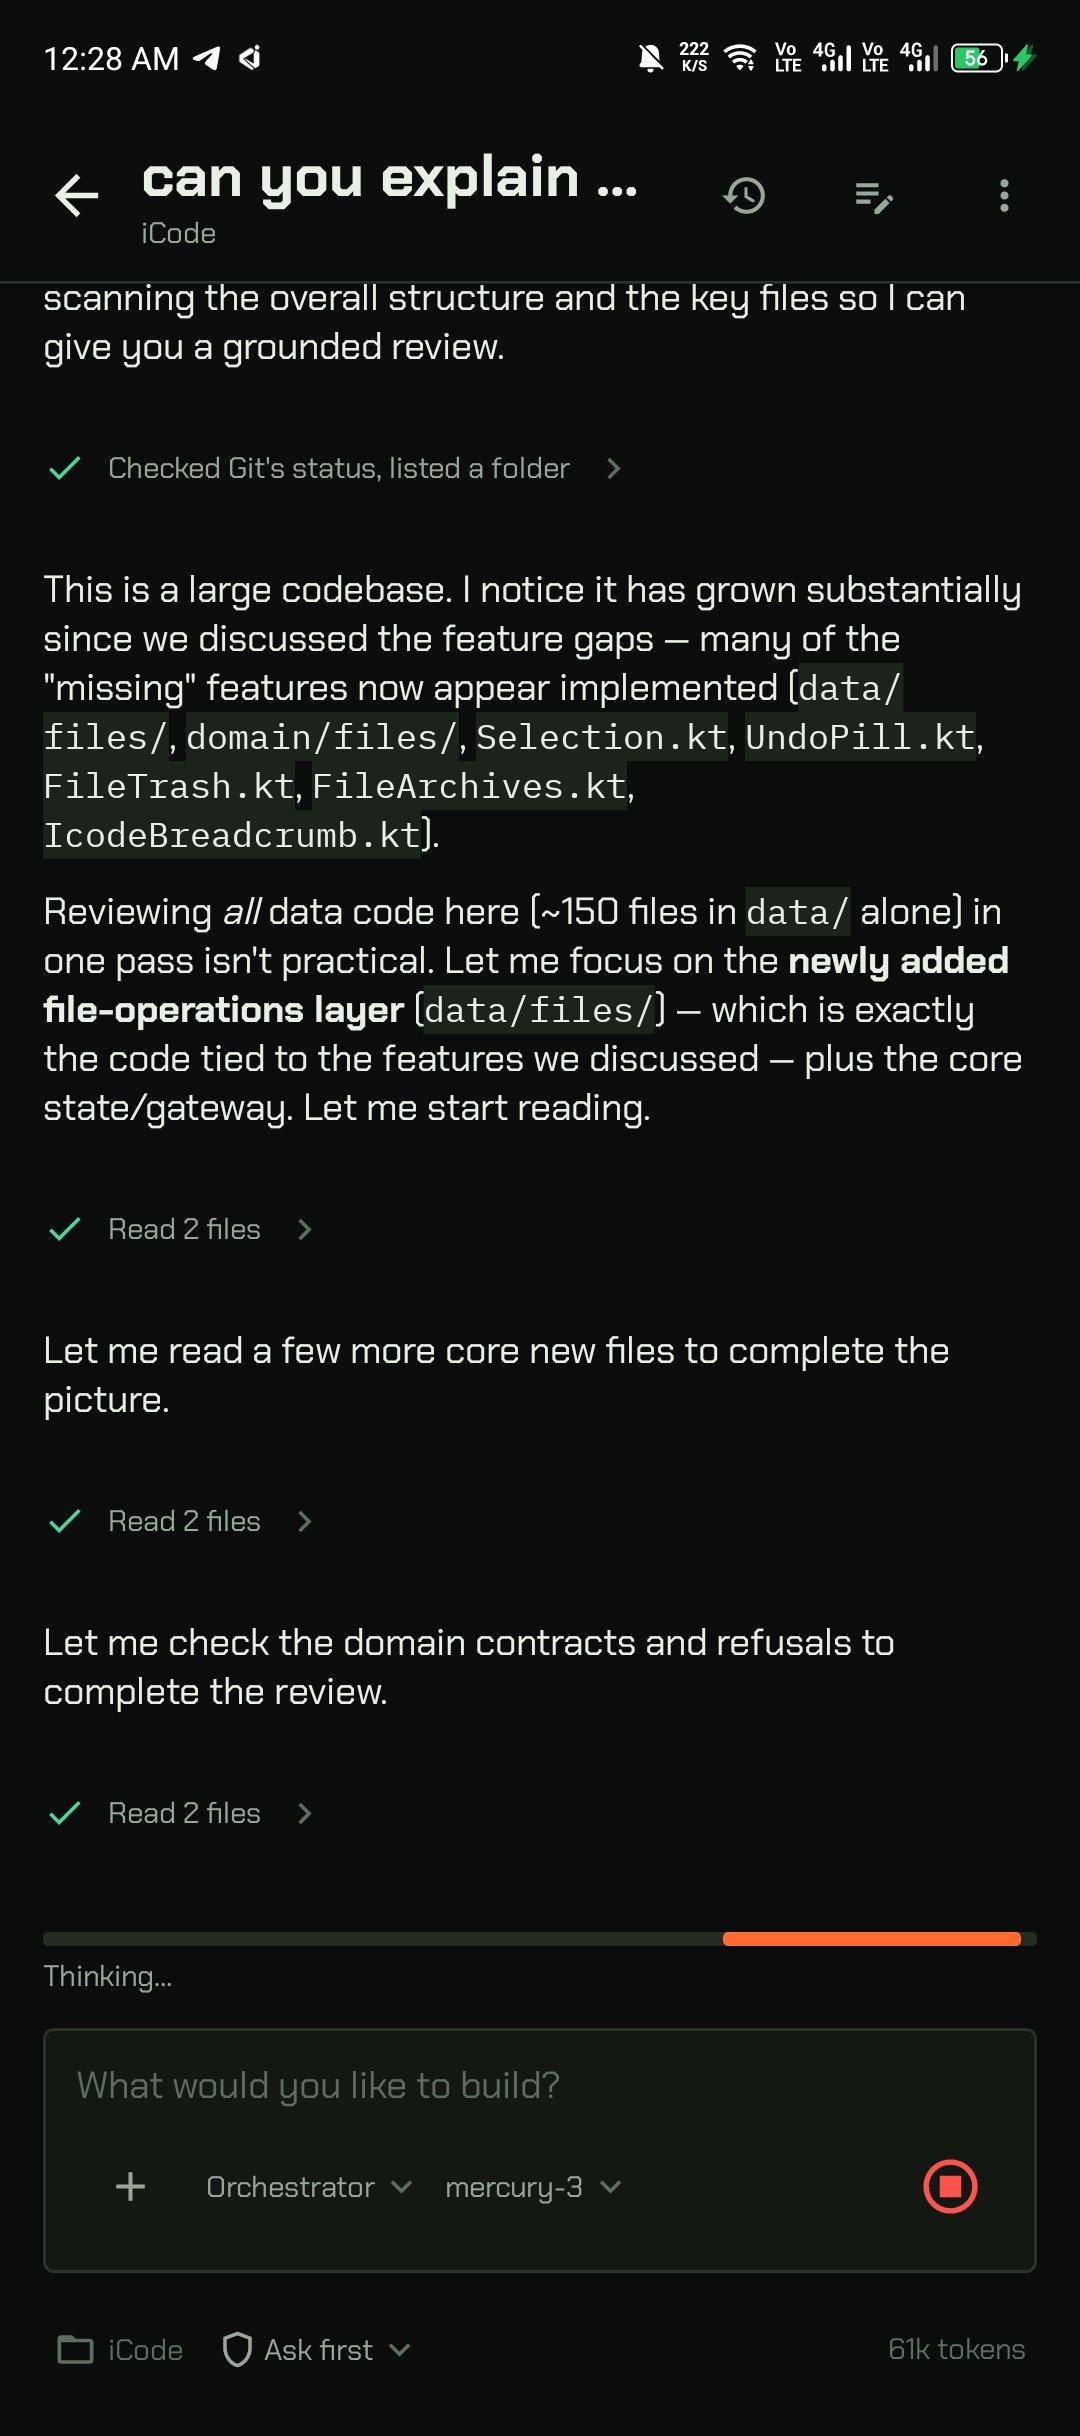 12:28 AM
222 K/S
Vo LTE 4G Vo LTE 4G 56
can you explain ...
iCode
scanning the overall structure and the key files so I can
give you a grounded review.
Checked Git's status, listed a folder
This is a large codebase. I notice it has grown substantially
since we discussed the feature gaps — many of the
"missing" features now appear implemented (data/
files/, domain/files/, Selection.kt, UndoPill.kt,
FileTrash.kt, FileArchives.kt,
IcodeBreadcrumb.kt).
Reviewing all data code here (~150 files in data/ alone) in
one pass isn't practical. Let me focus on the newly added
file-operations layer (data/files/) — which is exactly
the code tied to the features we discussed — plus the core
state/gateway. Let me start reading.
Read 2 files
Let me read a few more core new files to complete the
picture.
Read 2 files
Let me check the domain contracts and refusals to
complete the review.
Read 2 files
Thinking...
What would you like to build?
Orchestrator mercury-3
iCode Ask first 61k tokens